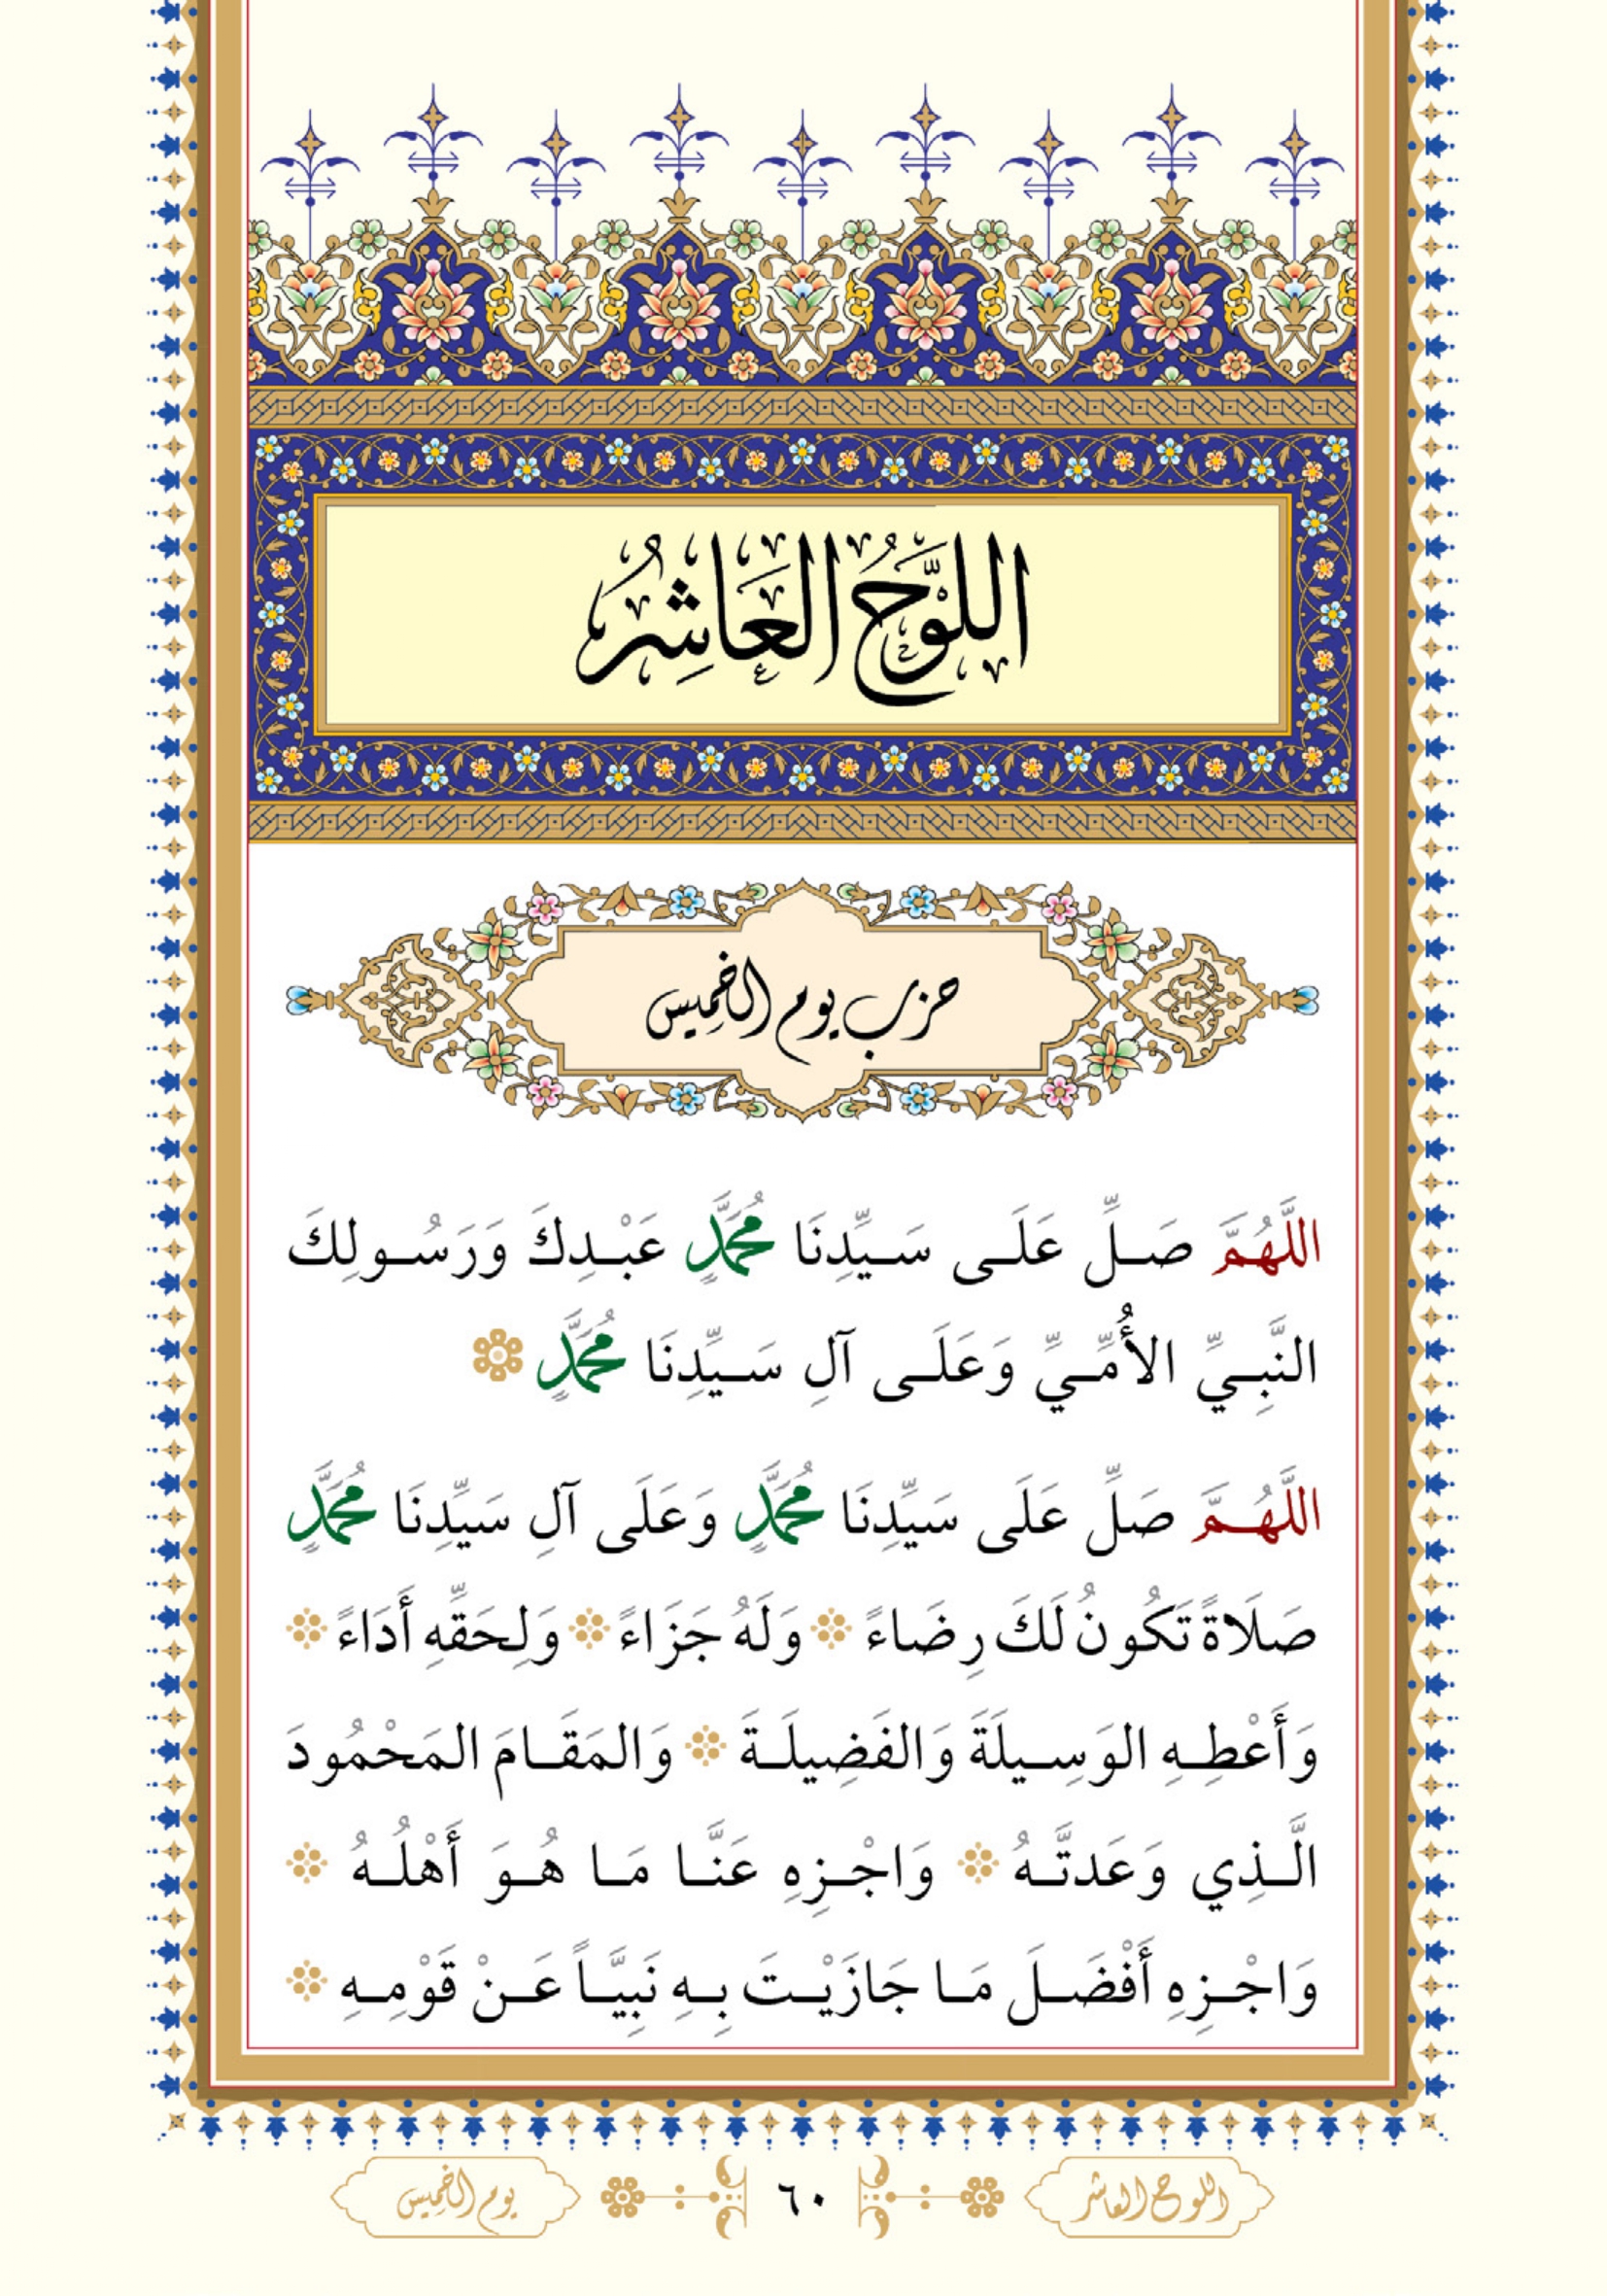 اللَّوْحُ العَاشِرُ
حزب يوم الخميس
اللَّهُمَّ صَلِّ عَلَى سَيِّدِنَا مُحَمَّدٍ عَبْدِكَ وَرَسُولِكَ
النَّبِيِّ الأُمِّيِّ وَعَلَى آلِ سَيِّدِنَا مُحَمَّدٍ
اللَّهُمَّ صَلِّ عَلَى سَيِّدِنَا مُحَمَّدٍ وَعَلَى آلِ سَيِّدِنَا مُحَمَّدٍ
صَلَاةً تَكُونُ لَكَ رِضَاءً ❉ وَلَهُ جَزَاءً ❉ وَلِحَقِّهِ أَدَاءً ❉
وَأَعْطِهِ الوَسِيلَةَ وَالفَضِيلَةَ ❉ وَالمَقَامَ المَحْمُودَ
الَّذِي وَعَدتَّهُ ❉ وَاجْزِهِ عَنَّا مَا هُوَ أَهْلُهُ ❉
وَاجْزِهِ أَفْضَلَ مَا جَازَيْتَ بِهِ نَبِيَّاً عَنْ قَوْمِهِ ❉
اللوح العاشر ٦٠ يوم الخميس